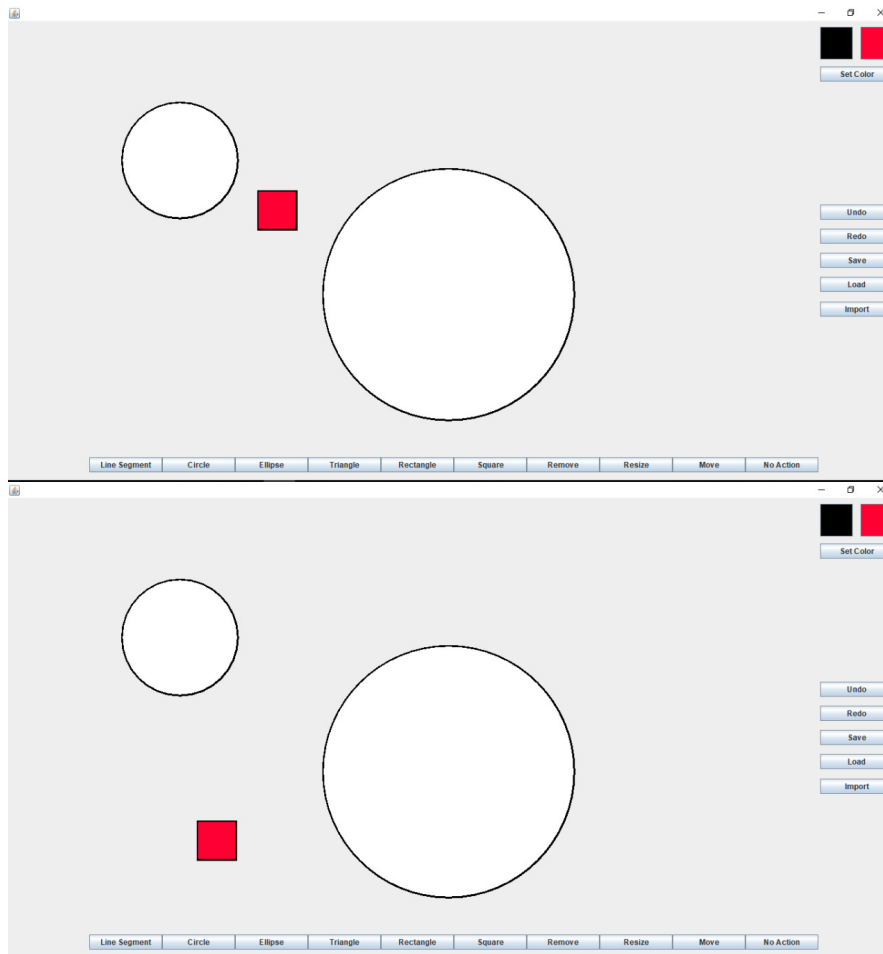 Set Color
Undo
Redo
Save
Load
Import
Line Segment Circle Ellipse Triangle Rectangle Square Remove Resize Move No Action
Set Color
Undo
Redo
Save
Load
Import
Line Segment Circle Ellipse Triangle Rectangle Square Remove Resize Move No Action